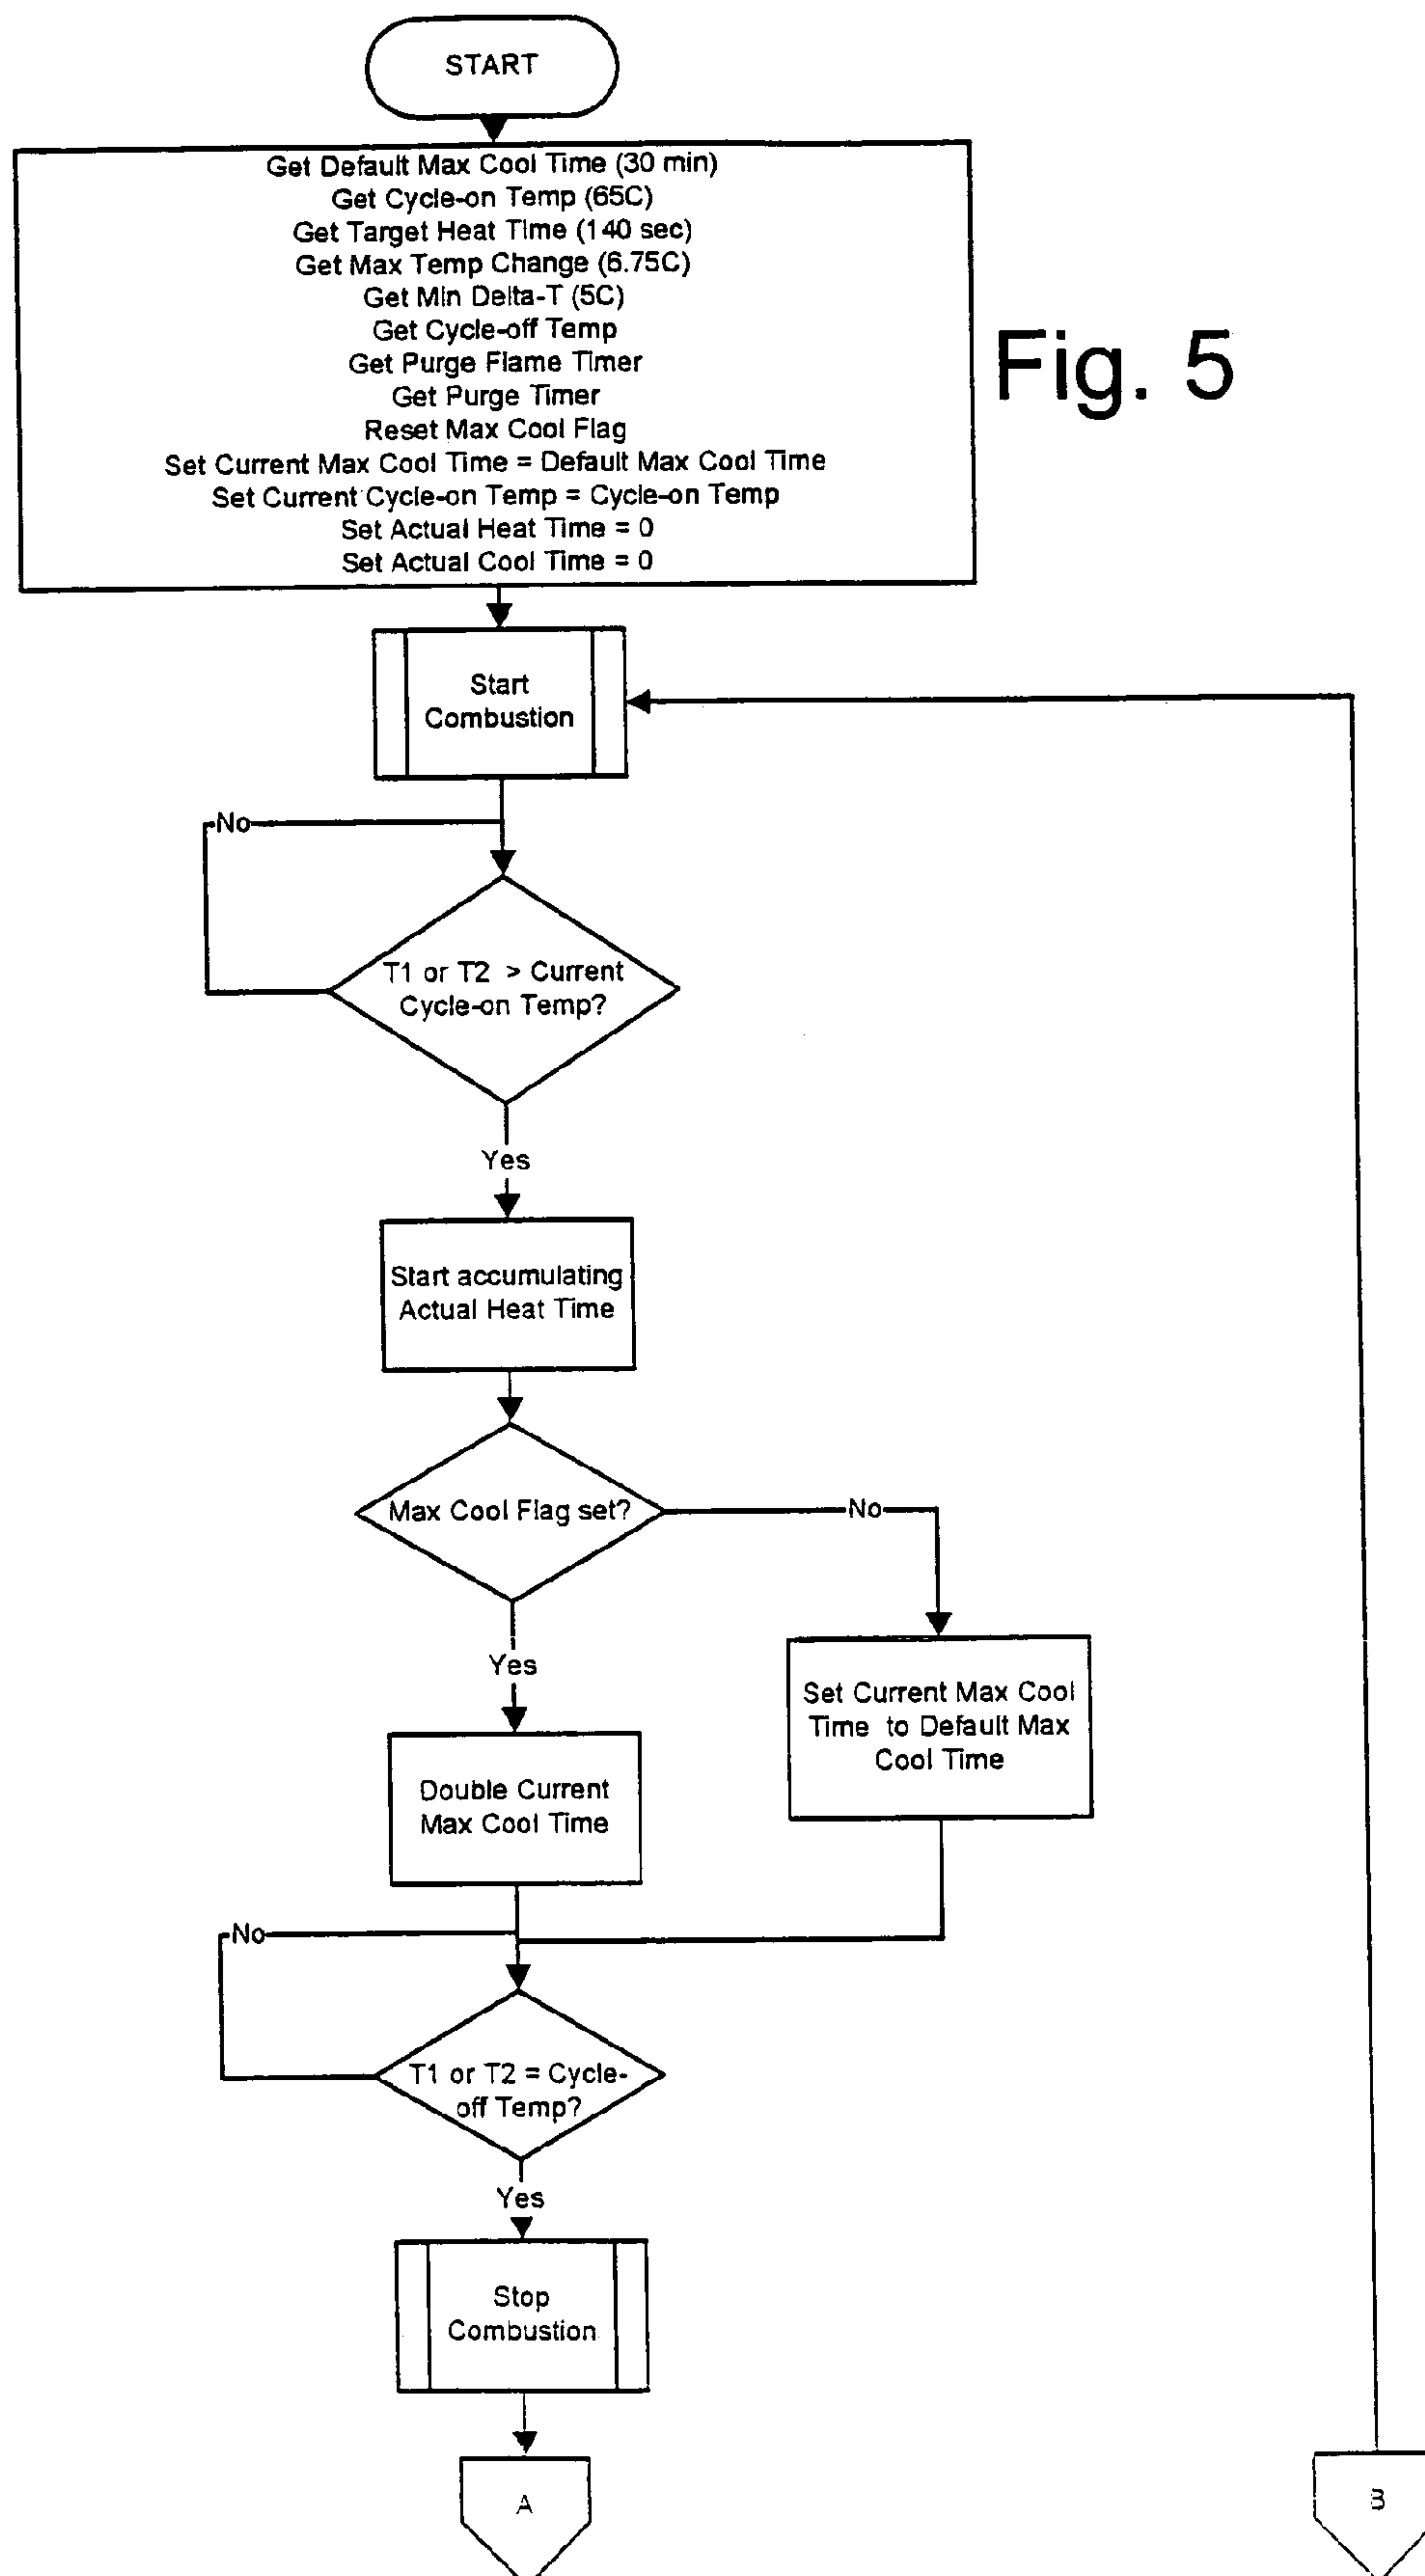 START
Get Default Max Cool Time (30 min)
Get Cycle-on Temp (65C)
Get Target Heat Time (140 sec)
Get Max Temp Change (6.75C)
Get Min Delta-T (5C)
Get Cycle-off Temp
Get Purge Flame Timer
Get Purge Timer
Reset Max Cool Flag
Set Current Max Cool Time = Default Max Cool Time
Set Current Cycle-on Temp = Cycle-on Temp
Set Actual Heat Time = 0
Set Actual Cool Time = 0
Fig. 5
Start
Combustion
No
T1 or T2 > Current
Cycle-on Temp?
Yes
Start accumulating
Actual Heat Time
Max Cool Flag set?
No
Yes
Set Current Max Cool
Time to Default Max
Cool Time
Double Current
Max Cool Time
No
T1 or T2 = Cycle-
off Temp?
Yes
Stop
Combustion
A
B